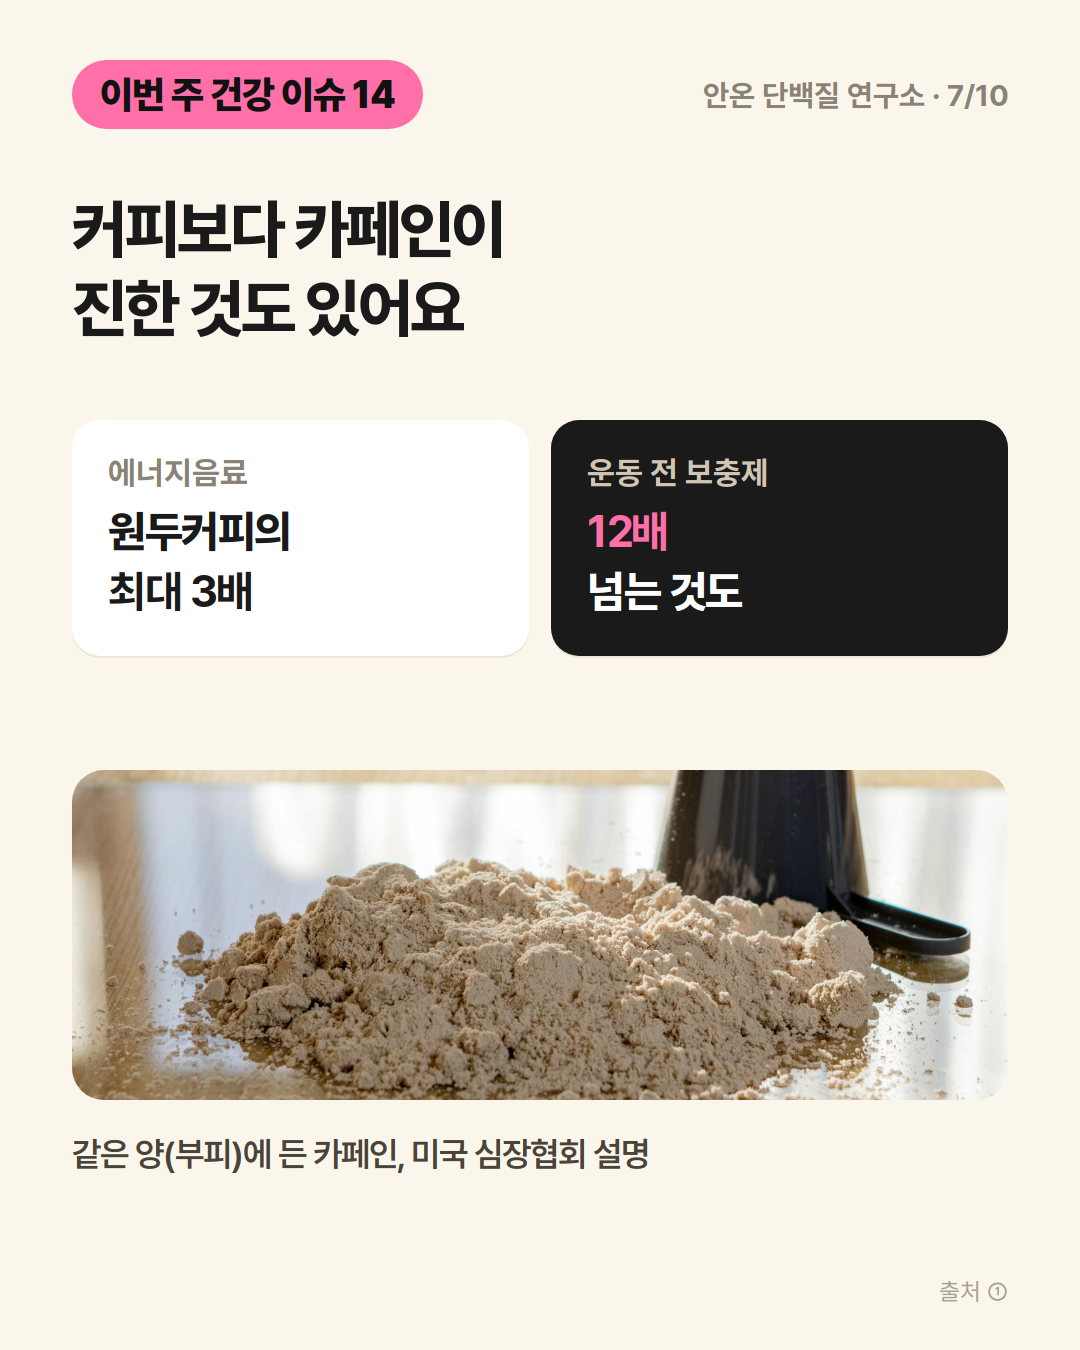 이번 주 건강 이슈 14
안온 단백질 연구소 · 7/10
커피보다 카페인이
진한 것도 있어요
에너지음료
원두커피의
최대 3배
운동 전 보충제
12배
넘는 것도
같은 양(부피)에 든 카페인, 미국 심장협회 설명
출처 ①